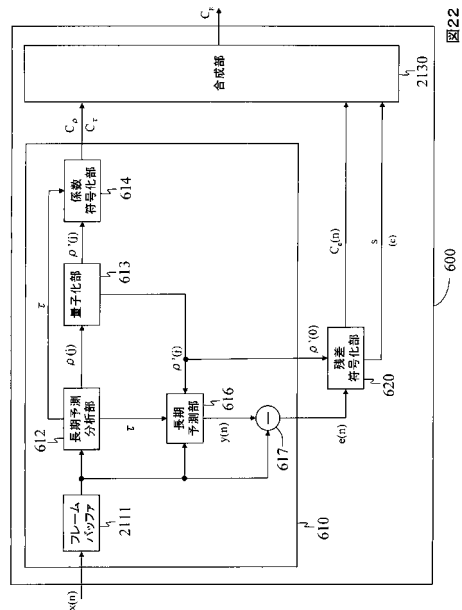 図22
600
610
x(n)
フレーム
バッファ
2111
長期予測
分析部
612
τ
ρ(j)
量子化部
613
ρ'(j)
係数
符号化部
614
C_ρ
C_τ
τ
長期
予測部
616
ρ'(j)
y(n)
−
617
e(n)
ρ'(0)
残差
符号化部
620
C_e(n)
s
(c)
合成部
2130